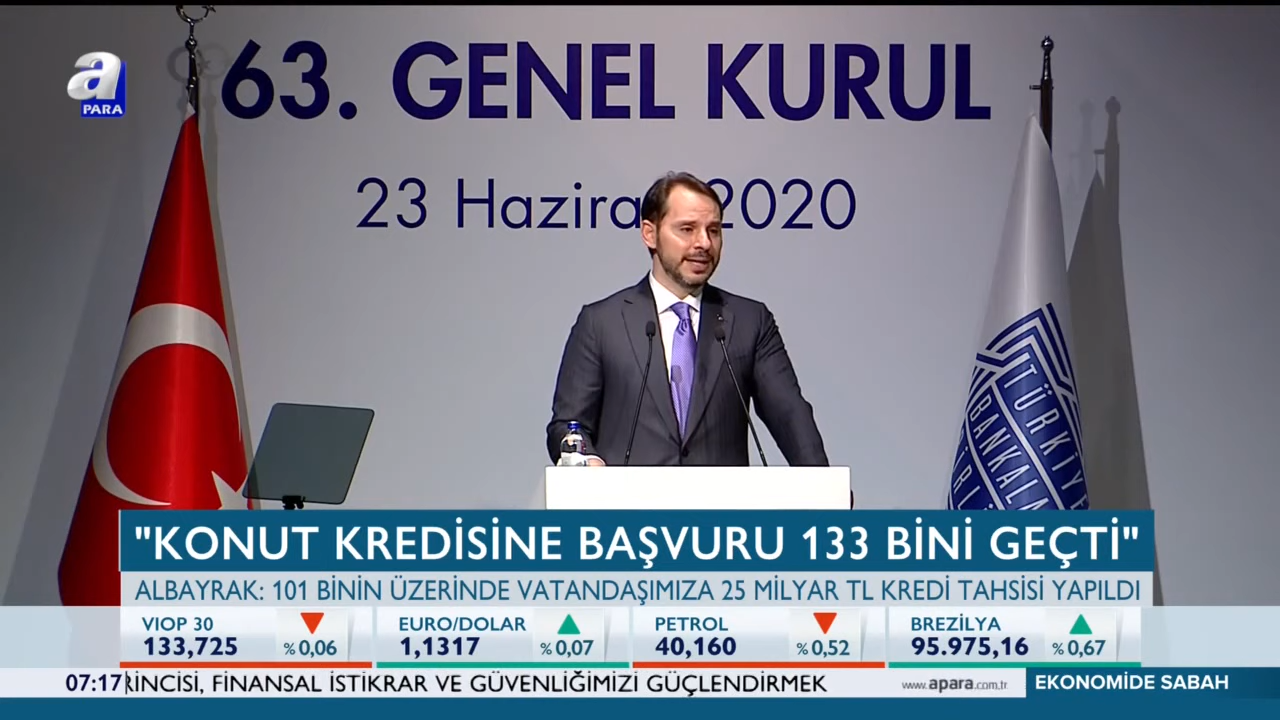 a
PARA
63. GENEL KURUL
23 Hazira 2020
TÜRKİYE
BANKALA
"KONUT KREDİSİNE BAŞVURU 133 BİNİ GEÇTİ"
ALBAYRAK: 101 BİNİN ÜZERİNDE VATANDAŞIMIZA 25 MİLYAR TL KREDİ TAHSİSİ YAPILDI
VIOP 30 133,725 % 0,06
EURO/DOLAR 1,1317 % 0,07
PETROL 40,160 % 0,52
BREZİLYA 95.975,16 % 0,67
07:17 RİNCİSİ, FİNANSAL İSTİKRAR VE GÜVENLİĞİMİZİ GÜÇLENDİRMEK www.apara.com.tr EKONOMİDE SABAH